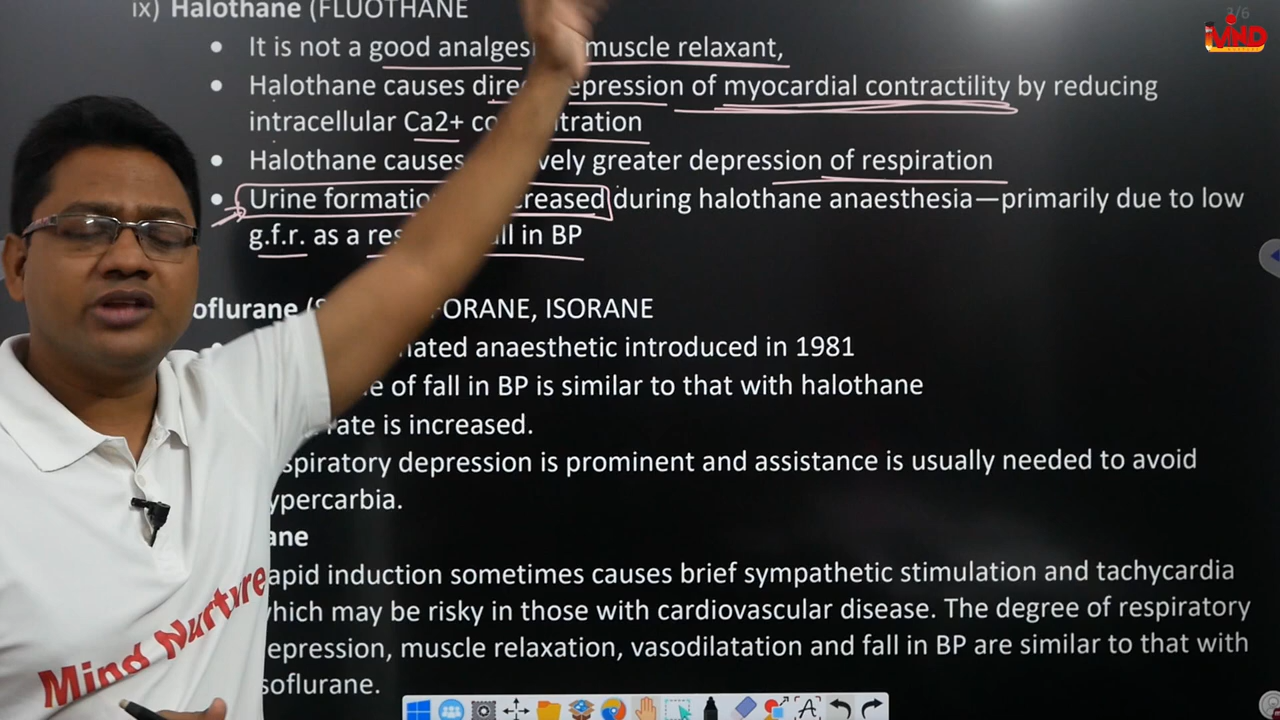 ix) Halothane (FLUOTHANE
3/6
MIND
It is not a good analgesi muscle relaxant,
Halothane causes direc epression of myocardial contractility by reducing
intracellular Ca2+ co tration
Halothane causes vely greater depression of respiration
Urine formatio creased during halothane anaesthesia—primarily due to low
g.f.r. as a res all in BP
oflurane (S FORANE, ISORANE
nated anaesthetic introduced in 1981
e of fall in BP is similar to that with halothane
rate is increased.
spiratory depression is prominent and assistance is usually needed to avoid
ypercarbia.
ane
apid induction sometimes causes brief sympathetic stimulation and tachycardia
hich may be risky in those with cardiovascular disease. The degree of respiratory
epression, muscle relaxation, vasodilatation and fall in BP are similar to that with
soflurane.
Mind Nurture